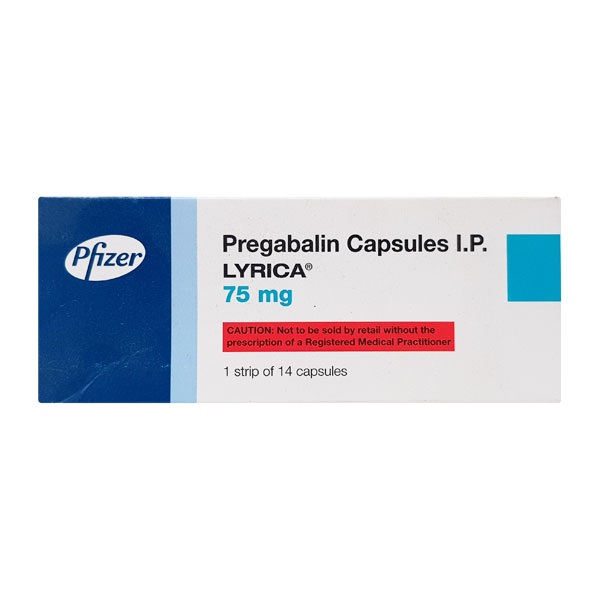 Pfizer
Pregabalin Capsules I.P.
LYRICA®
75 mg
CAUTION: Not to be sold by retail without the
prescription of a Registered Medical Practitioner
1 strip of 14 capsules